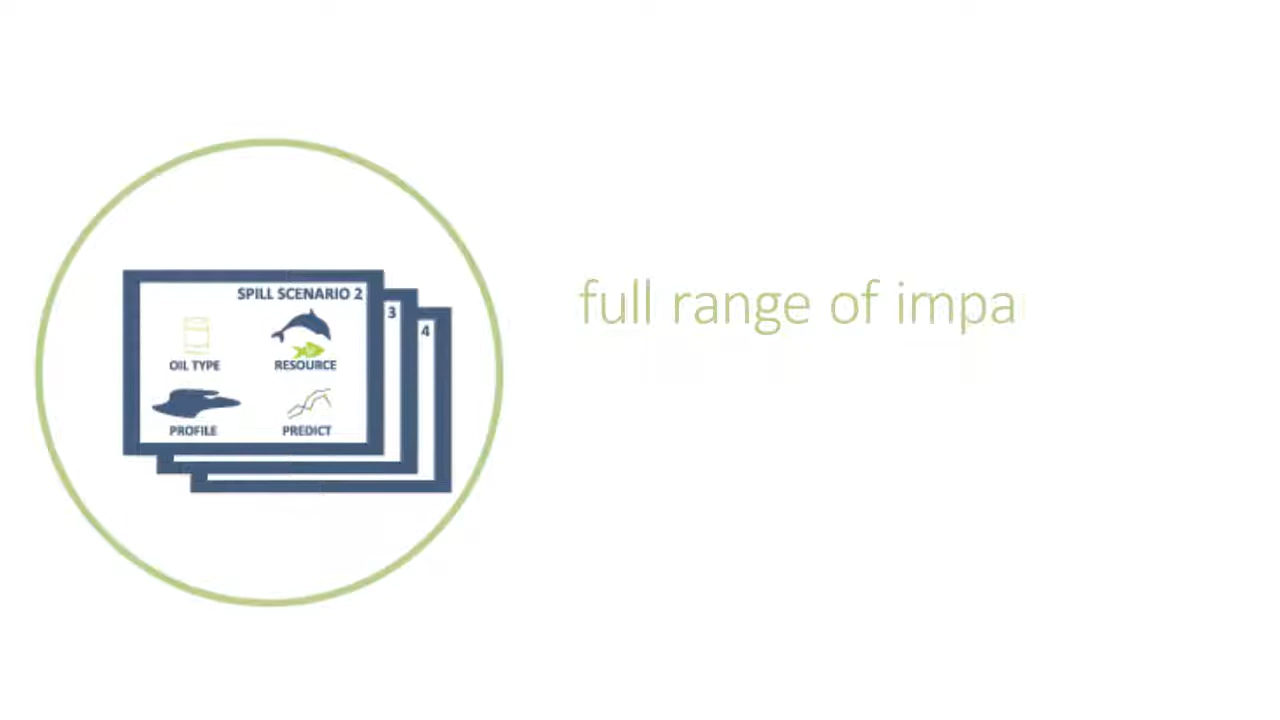 SPILL SCENARIO 2
3
4
OIL TYPE
RESOURCE
PROFILE
PREDICT
full range of impa